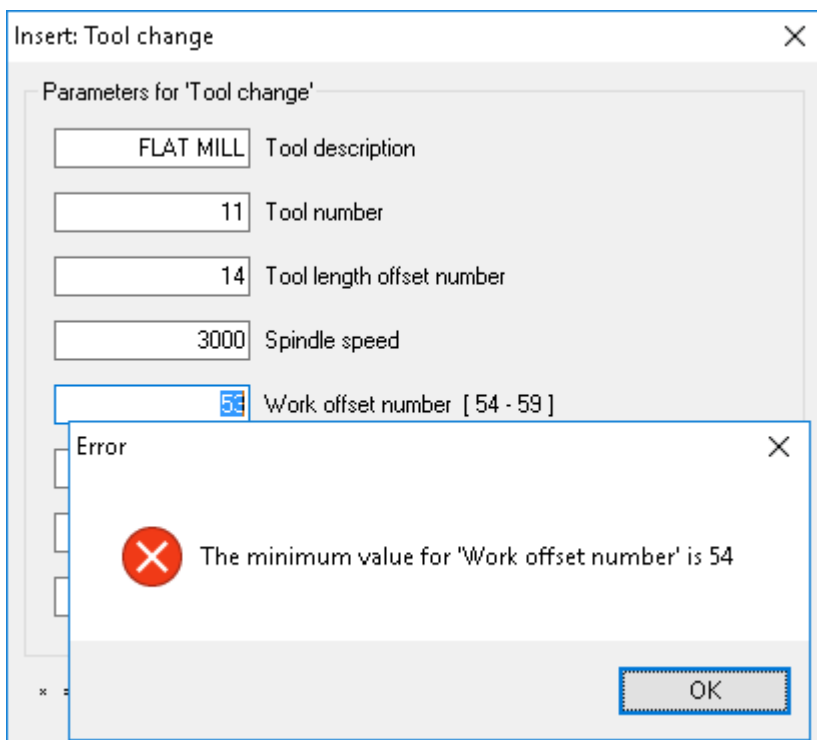 Insert: Tool change
Parameters for 'Tool change'
FLAT MILL Tool description
11 Tool number
14 Tool length offset number
3000 Spindle speed
53 Work offset number [ 54 - 59 ]
Error
The minimum value for 'Work offset number' is 54
OK
× =